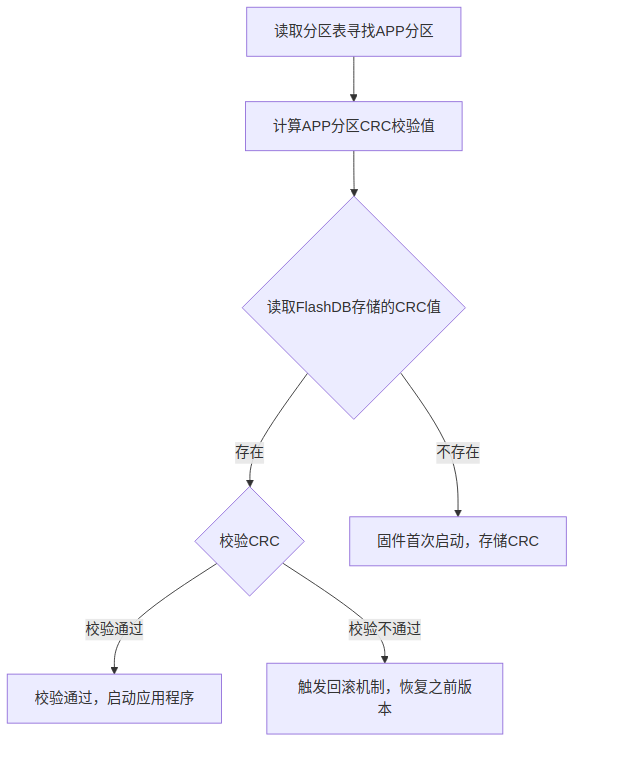 读取分区表寻找APP分区
计算APP分区CRC校验值
读取FlashDB存储的CRC值
存在
不存在
校验CRC
固件首次启动，存储CRC
校验通过
校验不通过
校验通过，启动应用程序
触发回滚机制，恢复之前版
本